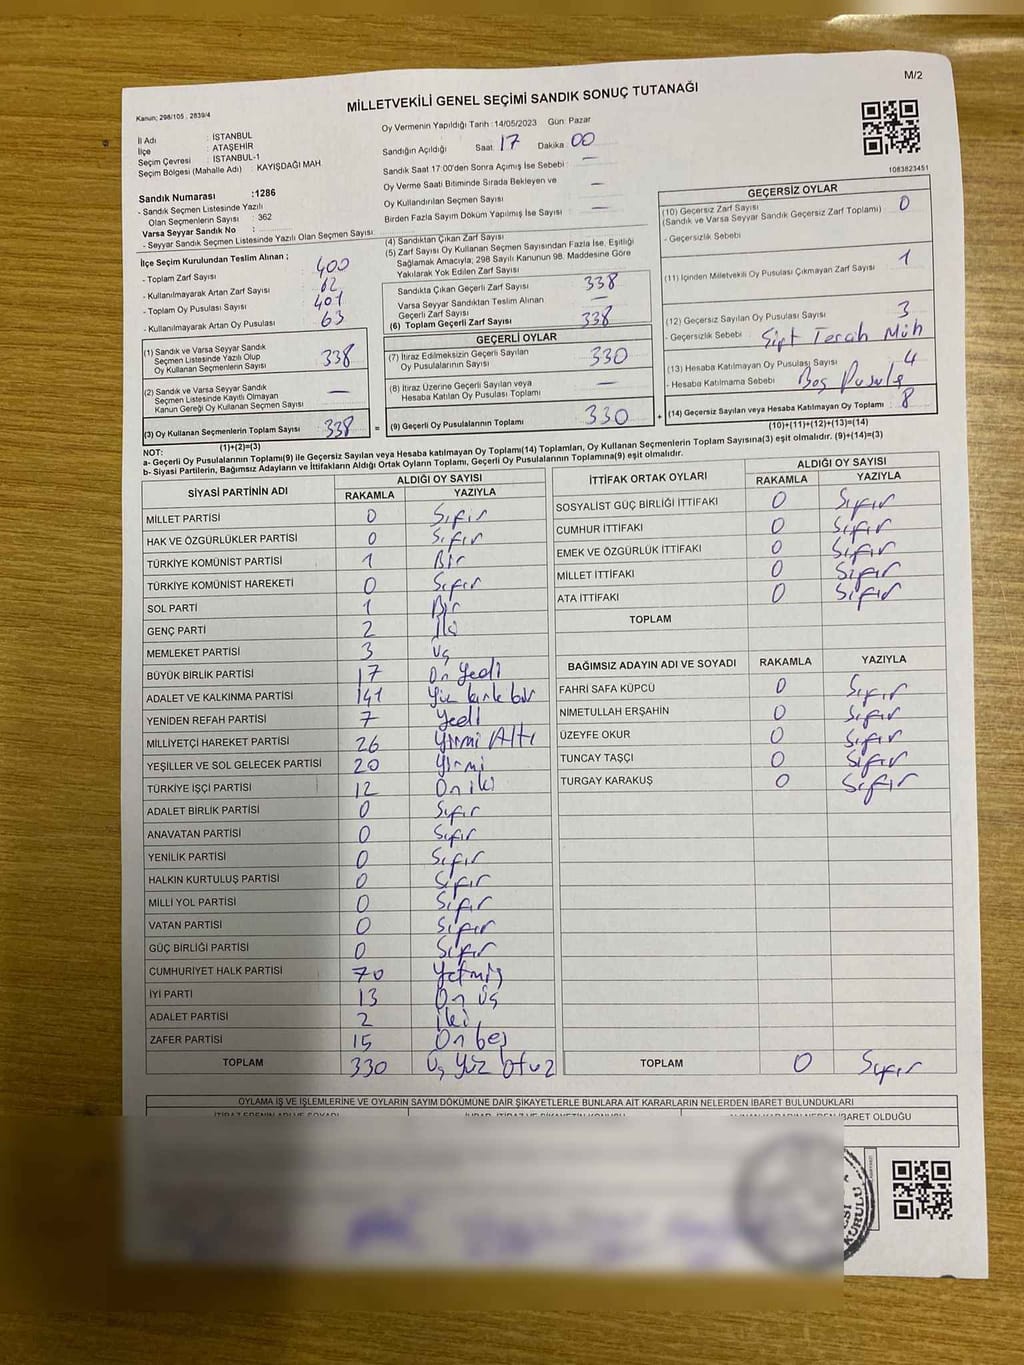 M/2
MİLLETVEKİLİ GENEL SEÇİMİ SANDIK SONUÇ TUTANAĞI
Kanun: 298/105 : 2839/4
İl Adı : İSTANBUL
İlçe : ATAŞEHİR
Seçim Çevresi : İSTANBUL-1
Seçim Bölgesi (Mahalle Adı) : KAYIŞDAĞI MAH
Sandık Numarası :1286
- Sandık Seçmen Listesinde Yazılı
Olan Seçmenlerin Sayısı : 362
Varsa Seyyar Sandık No :
- Seyyar Sandık Seçmen Listesinde Yazılı Olan Seçmen Sayısı
Oy Vermenin Yapıldığı Tarih :14/05/2023 Gün: Pazar
Sandığın Açıldığı Saat 17 Dakika 00
Sandık Saat 17:00'den Sonra Açımış İse Sebebi : —
Oy Verme Saati Bitiminde Sırada Bekleyen ve
Oy Kullandırılan Seçmen Sayısı —
Birden Fazla Sayım Döküm Yapılmış İse Sayısı —
1083823451
İlçe Seçim Kurulundan Teslim Alınan ;
- Toplam Zarf Sayısı 400
- Kullanılmayarak Artan Zarf Sayısı 62
- Toplam Oy Pusulası Sayısı 401
- Kullanılmayarak Artan Oy Pusulası 63
(4) Sandıktan Çıkan Zarf Sayısı
(5) Zarf Sayısı Oy Kullanan Seçmen Sayısından Fazla İse, Eşitliği
Sağlamak Amacıyla; 298 Sayılı Kanunun 98. Maddesine Göre
Yakılarak Yok Edilen Zarf Sayısı
Sandıkta Çıkan Geçerli Zarf Sayısı 338
Varsa Seyyar Sandıktan Teslim Alınan
Geçerli Zarf Sayısı —
(6) Toplam Geçerli Zarf Sayısı 338
GEÇERSİZ OYLAR
(10) Geçersiz Zarf Sayısı 0
(Sandık ve Varsa Seyyar Sandık Geçersiz Zarf Toplamı)
- Geçersizlik Sebebi
(11) İçinden Milletvekili Oy Pusulası Çıkmayan Zarf Sayısı 1
(12) Geçersiz Sayılan Oy Pusulası Sayısı 3
- Geçersizlik Sebebi : Çift Tercih Müh
(13) Hesaba Katılmayan Oy Pusulası Sayısı 4
- Hesaba Katılmama Sebebi Boş Pusula
(14) Geçersiz Sayılan veya Hesaba Katılmayan Oy Toplamı 8
(10)+(11)+(12)+(13)=(14)
(1) Sandık ve Varsa Seyyar Sandık
Seçmen Listesinde Yazılı Olup
Oy Kullanan Seçmenlerin Sayısı 338
(2) Sandık ve Varsa Seyyar Sandık
Seçmen Listesinde Kayıtlı Olmayan
Kanun Gereği Oy Kullanan Seçmen Sayısı —
(3) Oy Kullanan Seçmenlerin Toplam Sayısı 338 =
(1)+(2)=(3)
GEÇERLİ OYLAR
(7) İtiraz Edilmeksizin Geçerli Sayılan
Oy Pusulalarının Sayısı 330
(8) İtiraz Üzerine Geçerli Sayılan veya
Hesaba Katılan Oy Pusulası Toplamı —
(9) Geçerli Oy Pusulalarının Toplamı 330 +
NOT:
a- Geçerli Oy Pusulalarının Toplamı(9) ile Geçersiz Sayılan veya Hesaba katılmayan Oy Toplamı(14) Toplamları, Oy Kullanan Seçmenlerin Toplam Sayısına(3) eşit olmalıdır. (9)+(14)=(3)
b- Siyasi Partilerin, Bağımsız Adayların ve İttifakların Aldığı Ortak Oyların Toplamı, Geçerli Oy Pusulalarının Toplamına(9) eşit olmalıdır.
SİYASİ PARTİNİN ADI ALDIĞI OY SAYISI
RAKAMLA YAZIYLA
MİLLET PARTİSİ 0 Sıfır
HAK VE ÖZGÜRLÜKLER PARTİSİ 0 Sıfır
TÜRKİYE KOMÜNİST PARTİSİ 1 Bir
TÜRKİYE KOMÜNİST HAREKETİ 0 Sıfır
SOL PARTİ 1 Bir
GENÇ PARTİ 2 İki
MEMLEKET PARTİSİ 3 üç
BÜYÜK BİRLİK PARTİSİ 17 On Yedi
ADALET VE KALKINMA PARTİSİ 141 Yüz kırk bir
YENİDEN REFAH PARTİSİ 7 Yedi
MİLLİYETÇİ HAREKET PARTİSİ 26 Yirmi Altı
YEŞİLLER VE SOL GELECEK PARTİSİ 20 Yirmi
TÜRKİYE İŞÇİ PARTİSİ 12 On iki
ADALET BİRLİK PARTİSİ 0 Sıfır
ANAVATAN PARTİSİ 0 Sıfır
YENİLİK PARTİSİ 0 Sıfır
HALKIN KURTULUŞ PARTİSİ 0 Sıfır
MİLLİ YOL PARTİSİ 0 Sıfır
VATAN PARTİSİ 0 Sıfır
GÜÇ BİRLİĞİ PARTİSİ 0 Sıfır
CUMHURİYET HALK PARTİSİ 70 Yetmiş
İYİ PARTİ 13 On üç
ADALET PARTİSİ 2 İki
ZAFER PARTİSİ 15 On beş
TOPLAM 330 Üç Yüz Otuz
İTTİFAK ORTAK OYLARI ALDIĞI OY SAYISI
RAKAMLA YAZIYLA
SOSYALİST GÜÇ BİRLİĞİ İTTİFAKI 0 Sıfır
CUMHUR İTTİFAKI 0 Sıfır
EMEK VE ÖZGÜRLÜK İTTİFAKI 0 Sıfır
MİLLET İTTİFAKI 0 Sıfır
ATA İTTİFAKI 0 Sıfır
TOPLAM
BAĞIMSIZ ADAYIN ADI VE SOYADI RAKAMLA YAZIYLA
FAHRİ SAFA KÜPCÜ 0 Sıfır
NİMETULLAH ERŞAHİN 0 Sıfır
ÜZEYFE OKUR 0 Sıfır
TUNCAY TAŞÇI 0 Sıfır
TURGAY KARAKUŞ 0 Sıfır
TOPLAM 0 Sıfır
OYLAMA İŞ VE İŞLEMLERİNE VE OYLARIN SAYIM DÖKÜMÜNE DAİR ŞİKAYETLERLE BUNLARA AİT KARARLARIN NELERDEN İBARET BULUNDUKLARI
İBARET OLDUĞU
KURULU